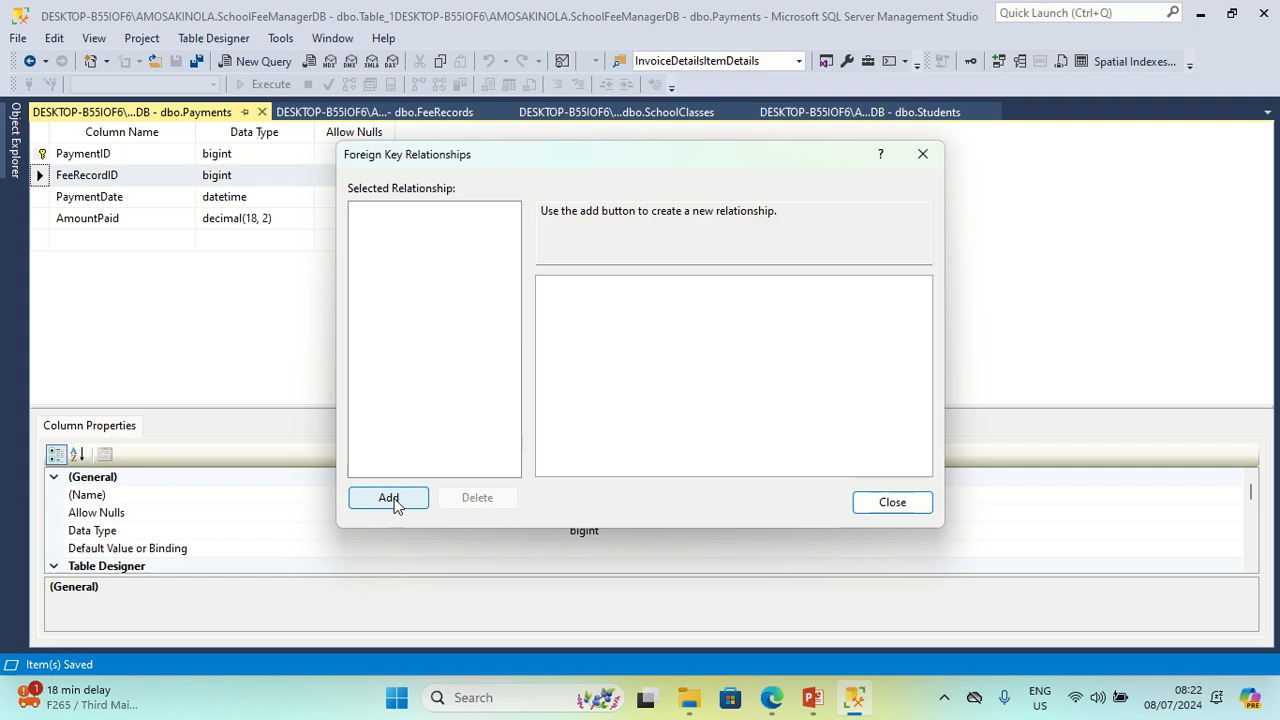 DESKTOP-B55IOF6\AMOSAKINOLA.SchoolFeeManagerDB - dbo.Table_1DESKTOP-B55IOF6\AMOSAKINOLA.SchoolFeeManagerDB - dbo.Payments - Microsoft SQL Server Management Studio
Quick Launch (Ctrl+Q)
File Edit View Project Table Designer Tools Window Help
New Query InvoiceDetailsItemDetails Spatial Indexes...
Execute
Object Explorer
DESKTOP-B55IOF6\...DB - dbo.Payments DESKTOP-B55IOF6\A...- dbo.FeeRecords DESKTOP-B55IOF6\...dbo.SchoolClasses DESKTOP-B55IOF6\A...DB - dbo.Students
Column Name Data Type Allow Nulls
PaymentID bigint
FeeRecordID bigint
PaymentDate datetime
AmountPaid decimal(18, 2)
Foreign Key Relationships ?
Selected Relationship:
Use the add button to create a new relationship.
Add Delete Close
Column Properties
(General)
(Name)
Allow Nulls
Data Type bigint
Default Value or Binding
Table Designer
(General)
Item(s) Saved
1 18 min delay
F265 / Third Mai...
Search
ENG
US
08:22
08/07/2024
PRE